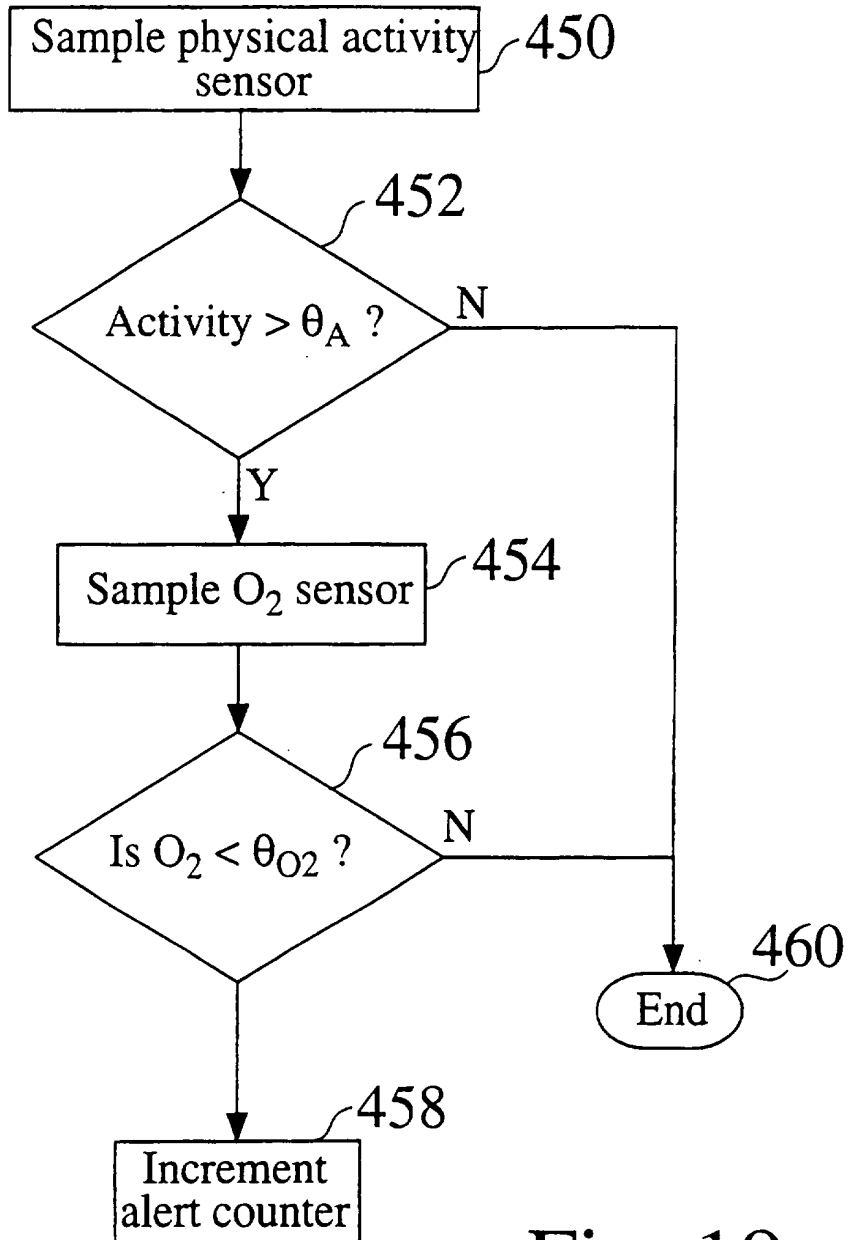 Sample physical activity
sensor
450
452
Activity > θA ?
N
Y
Sample O2 sensor
454
456
Is O2 < θO2 ?
N
460
End
458
Increment
alert counter